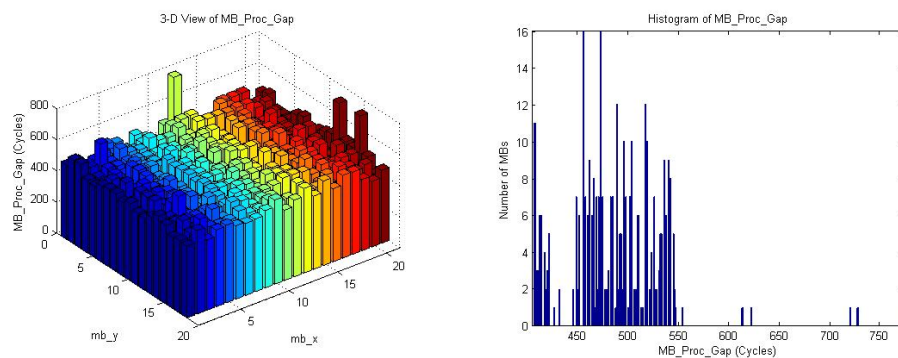 3-D View of MB_Proc_Gap
800
600
400
200
0
MB_Proc_Gap (Cycles)
0
5
10
15
20
mb_y
5
10
15
20
mb_x
Histogram of MB_Proc_Gap
16
14
12
10
8
6
4
2
0
Number of MBs
450 500 550 600 650 700 750
MB_Proc_Gap (Cycles)